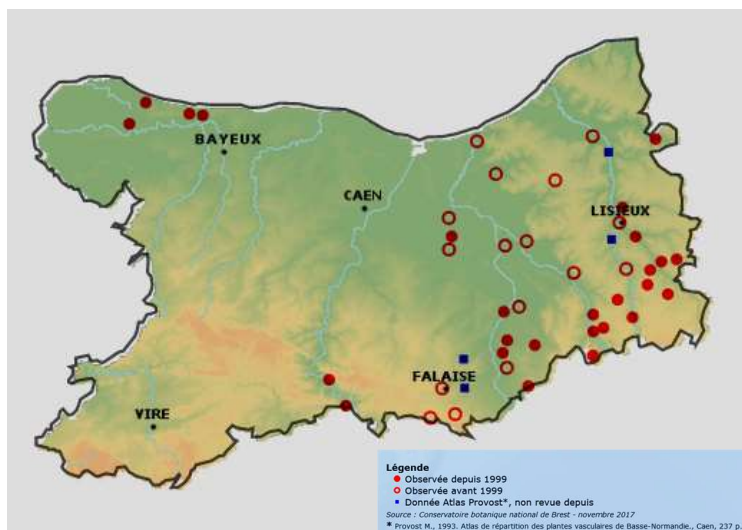 BAYEUX
CAEN
LISIEUX
FALAISE
VIRE
Légende
Observée depuis 1999
Observée avant 1999
Donnée Atlas Provost*, non revue depuis
Source : Conservatoire botanique national de Brest - novembre 2017
* Provost M., 1993. Atlas de répartition des plantes vasculaires de Basse-Normandie., Caen, 237 p.